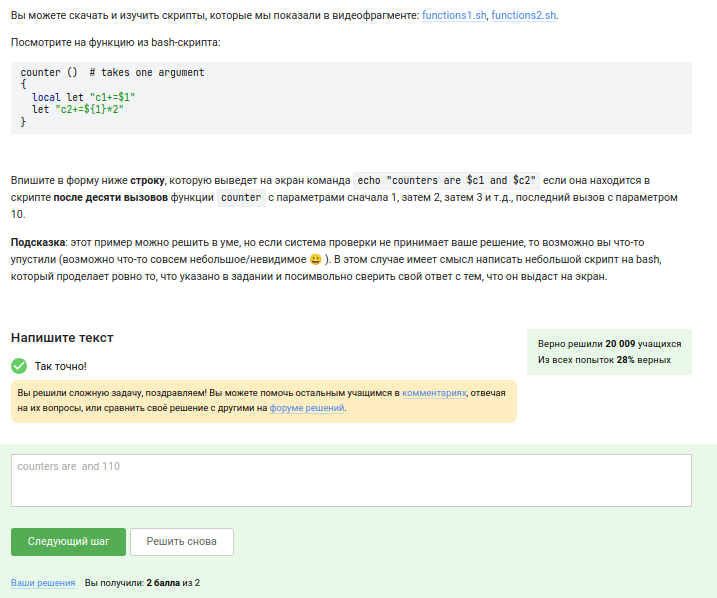 Вы можете скачать и изучить скрипты, которые мы показали в видеофрагменте: functions1.sh, functions2.sh.
Посмотрите на функцию из bash-скрипта:
counter ()  # takes one argument
{
  local let "c1+=$1"
  let "c2+=${1}*2"
}
Впишите в форму ниже строку, которую выведет на экран команда echo "counters are $c1 and $c2" если она находится в
скрипте после десяти вызовов функции counter с параметрами сначала 1, затем 2, затем 3 и т.д., последний вызов с параметром
10.
Подсказка: этот пример можно решить в уме, но если система проверки не принимает ваше решение, то возможно вы что-то
упустили (возможно что-то совсем небольшое/невидимое 😀 ). В этом случае имеет смысл написать небольшой скрипт на bash,
который проделает ровно то, что указано в задании и посимвольно сверить свой ответ с тем, что он выдаст на экран.
Напишите текст
Верно решили 20 009 учащихся
Из всех попыток 28% верных
Так точно!
Вы решили сложную задачу, поздравляем! Вы можете помочь остальным учащимся в комментариях, отвечая
на их вопросы, или сравнить своё решение с другими на форуме решений.
counters are  and 110
Следующий шаг
Решить снова
Ваши решения Вы получили: 2 балла из 2